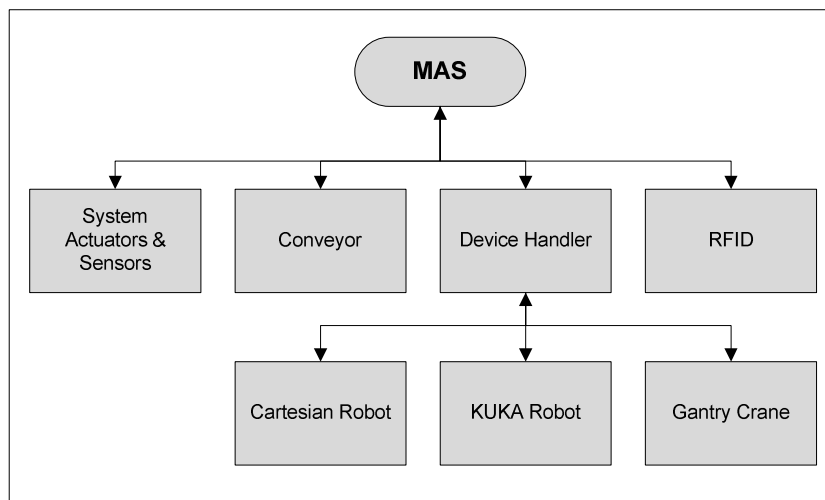 MAS
System
Actuators &
Sensors
Conveyor
Device Handler
RFID
Cartesian Robot
KUKA Robot
Gantry Crane